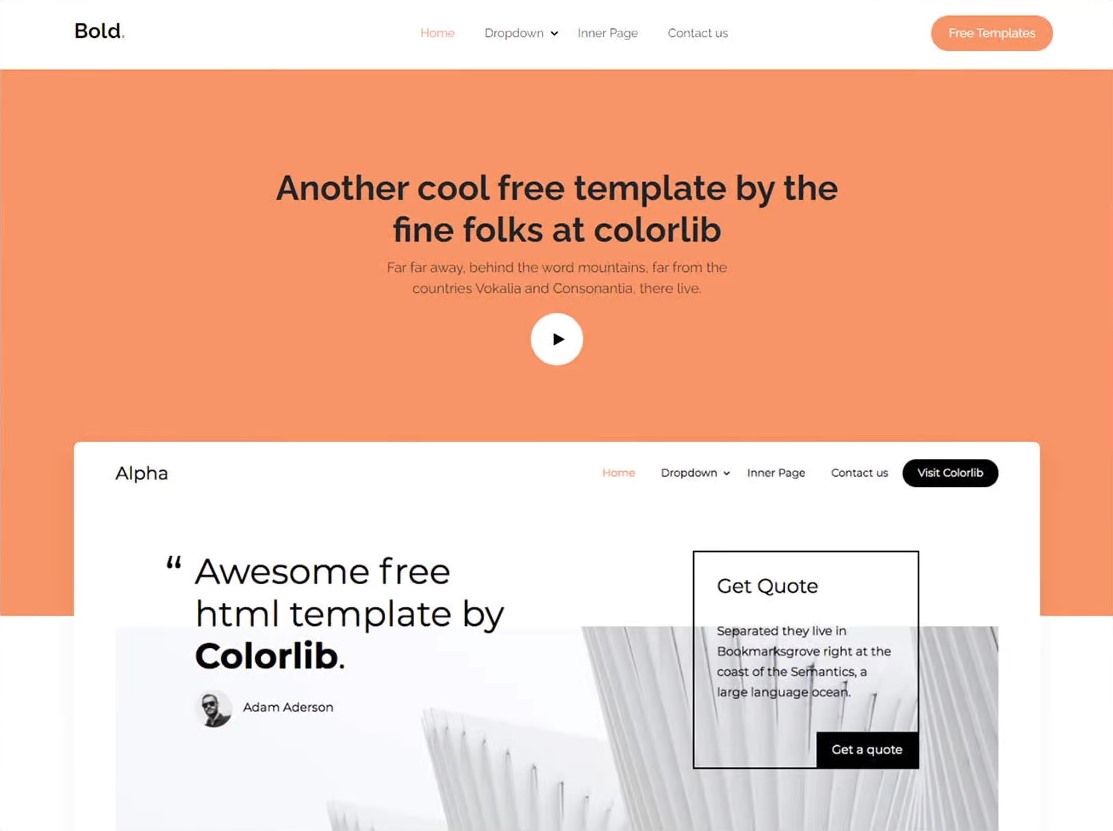 Bold.
Home Dropdown Inner Page Contact us
Free Templates
Another cool free template by the
fine folks at colorlib
Far far away, behind the word mountains, far from the
countries Vokalia and Consonantia, there live.
Alpha
Home Dropdown Inner Page Contact us Visit Colorlib
“ Awesome free
html template by
Colorlib.
Adam Aderson
Get Quote
Separated they live in
Bookmarksgrove right at the
coast of the Semantics, a
large language ocean.
Get a quote